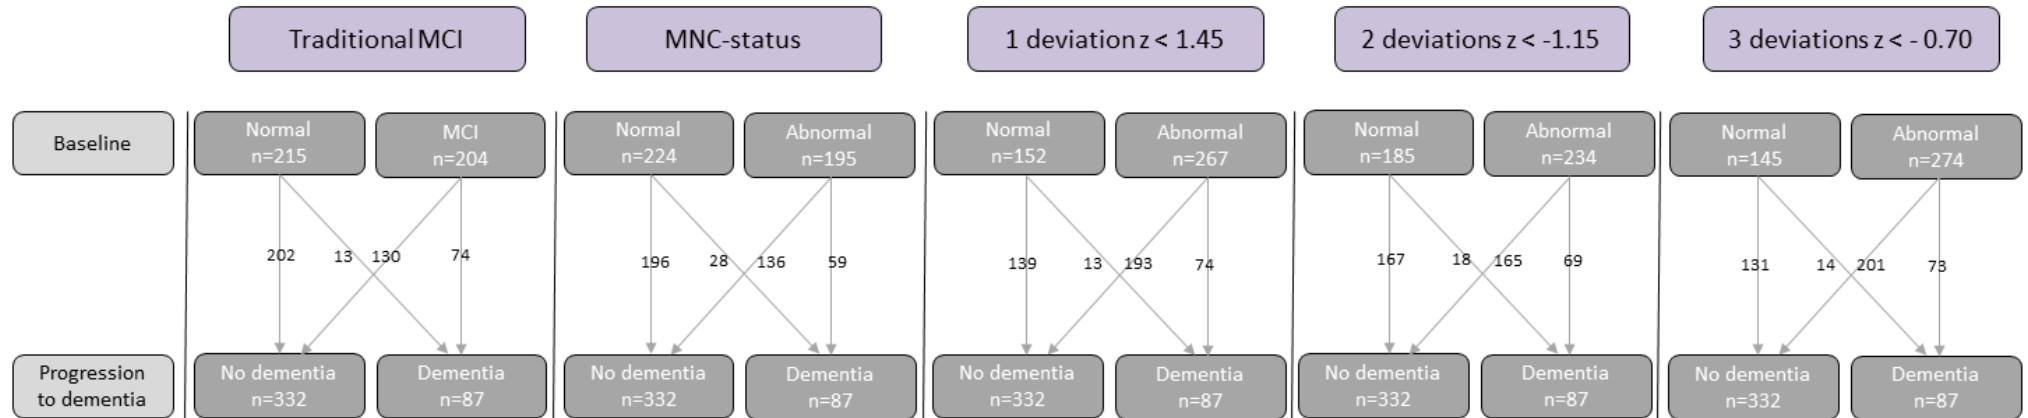 Traditional MCI
MNC-status
1 deviation z < 1.45
2 deviations z < -1.15
3 deviations z < - 0.70
Baseline
Normal
n=215
MCI
n=204
Normal
n=224
Abnormal
n=195
Normal
n=152
Abnormal
n=267
Normal
n=185
Abnormal
n=234
Normal
n=145
Abnormal
n=274
202
13
130
74
196
28
136
59
139
13
193
74
167
18
165
69
131
14
201
73
Progression
to dementia
No dementia
n=332
Dementia
n=87
No dementia
n=332
Dementia
n=87
No dementia
n=332
Dementia
n=87
No dementia
n=332
Dementia
n=87
No dementia
n=332
Dementia
n=87